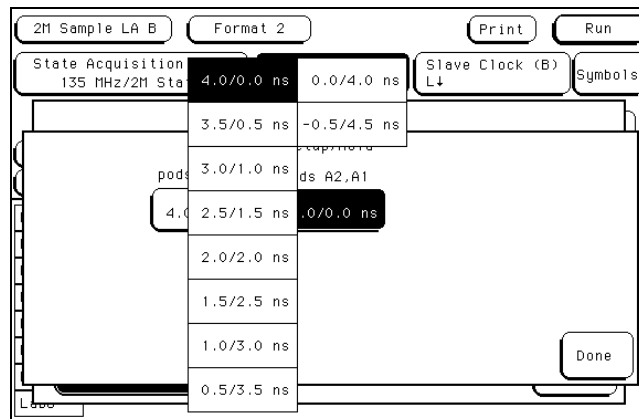 2M Sample LA B
Format 2
Print
Run
State Acquisition
135 MHz/2M
Slave Clock (B)
L↓
Symbols
4.0/0.0 ns
0.0/4.0 ns
3.5/0.5 ns
-0.5/4.5 ns
3.0/1.0 ns
2.5/1.5 ns
2.0/2.0 ns
1.5/2.5 ns
1.0/3.0 ns
0.5/3.5 ns
pods
A2,A1
.0/0.0 ns
Done